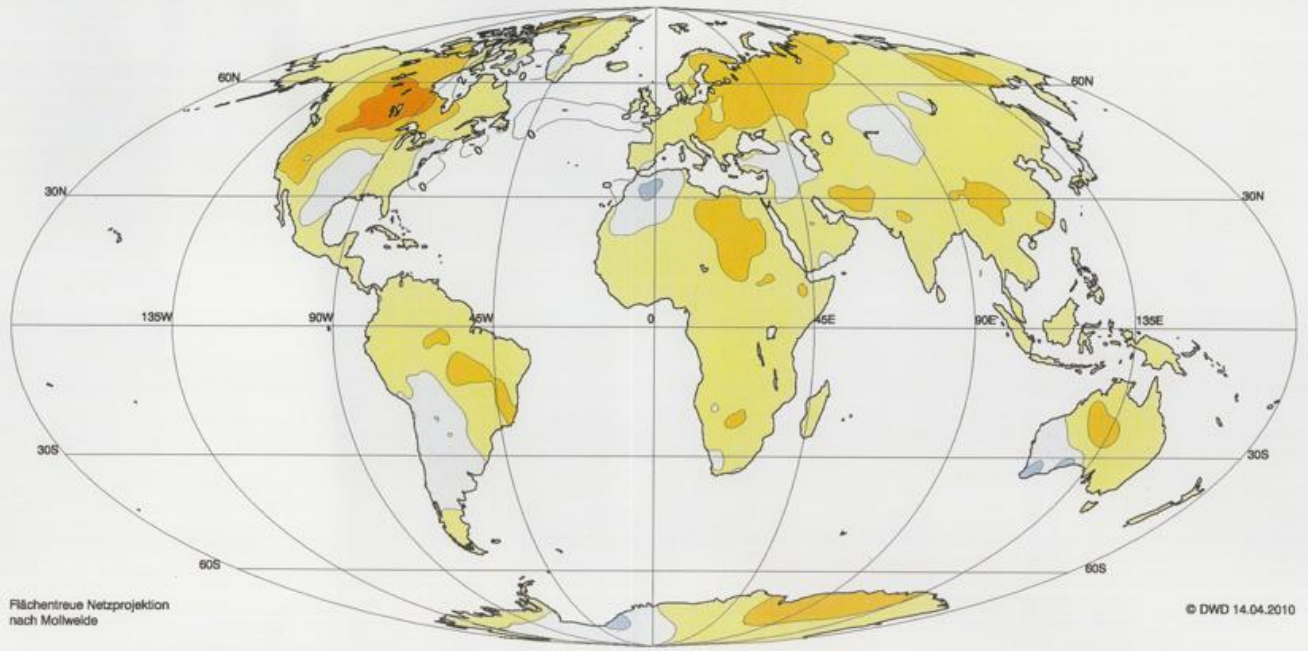 60N
60N
30N
30N
135W
90W
45W
0
45E
90E
135E
30S
30S
60S
60S
Flächentreue Netzprojektion
nach Mollweide
© DWD 14.04.2010